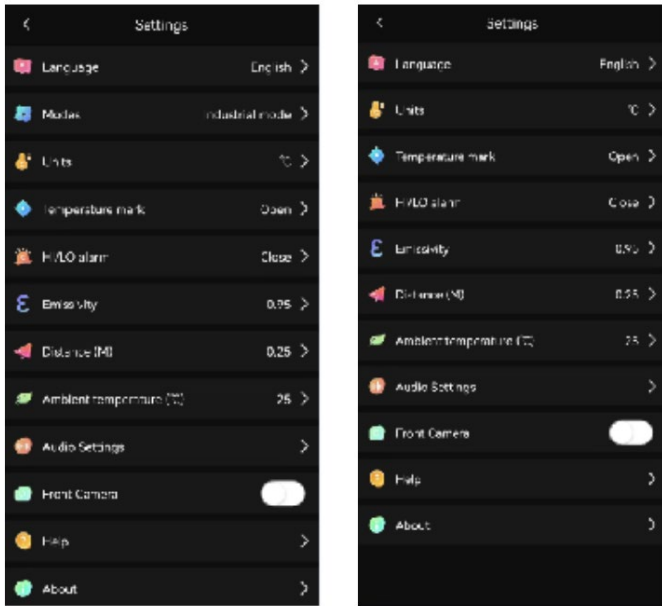 Settings
Language English
Modes Industrial mode
Units ℃
Temperature mark Open
HI/LO alarm Close
Emissivity 0.95
Distance (M) 0.25
Ambient temperature (℃) 25
Audio Settings
Front Camera
Help
About
Settings
Language English
Units ℃
Temperature mark Open
HI/LO alarm Close
Emissivity 0.95
Distance (M) 0.25
Ambient temperature (℃) 25
Audio Settings
Front Camera
Help
About